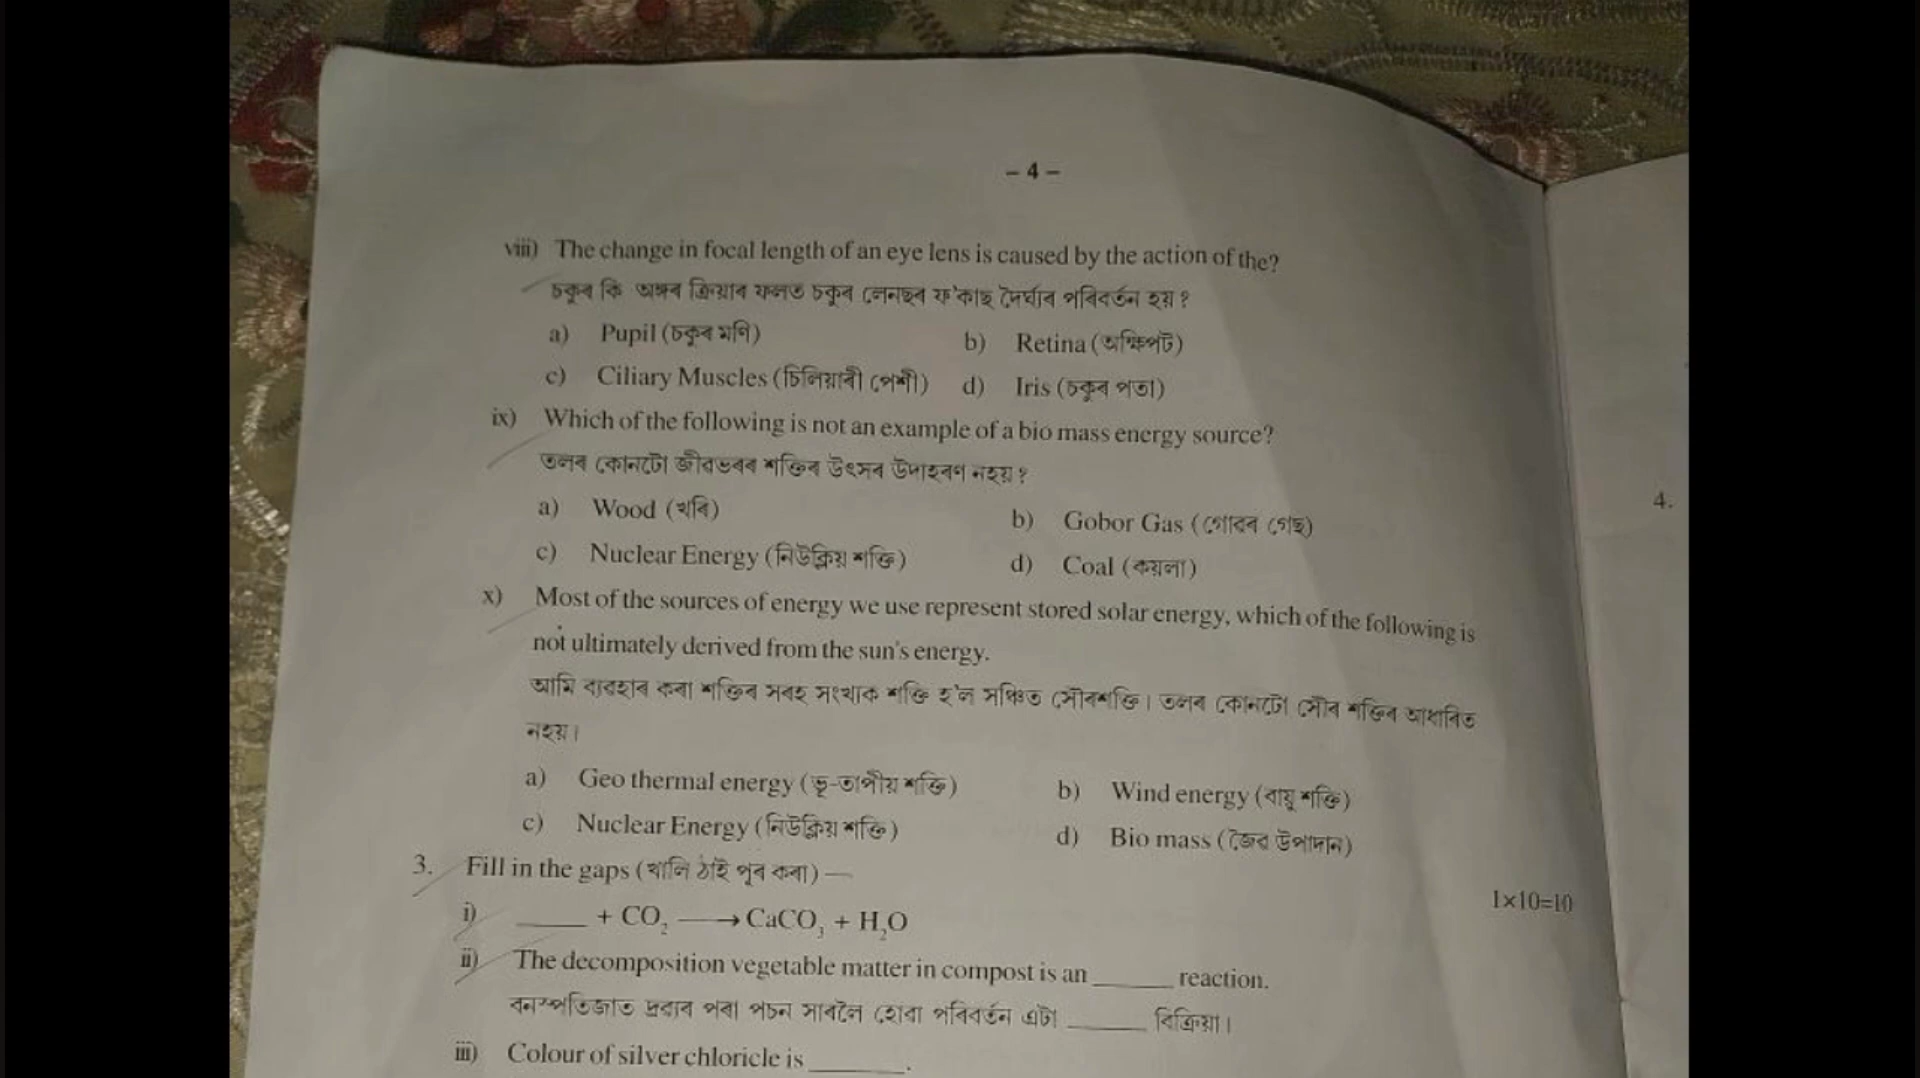 – 4 –
viii) The change in focal length of an eye lens is caused by the action of the?
চকুৰ কি অঙ্গৰ ক্ৰিয়াৰ ফলত চকুৰ লেনছৰ ফ'কাছ দৈৰ্ঘ্যৰ পৰিবৰ্তন হয় ?
a) Pupil (চকুৰ মণি) b) Retina (অক্ষিপট)
c) Ciliary Muscles (চিলিয়াৰী পেশী) d) Iris (চকুৰ পতা)
ix) Which of the following is not an example of a bio mass energy source?
তলৰ কোনটো জীৱভৰৰ শক্তিৰ উৎসৰ উদাহৰণ নহয় ?
a) Wood (খৰি) b) Gobor Gas (গোবৰ গেছ)
c) Nuclear Energy (নিউক্লিয় শক্তি) d) Coal (কয়লা)
x) Most of the sources of energy we use represent stored solar energy, which of the following is
not ultimately derived from the sun's energy.
আমি ব্যৱহাৰ কৰা শক্তিৰ সৰহ সংখ্যক শক্তি হ'ল সঞ্চিত সৌৰশক্তি। তলৰ কোনটো সৌৰ শক্তিৰ আধাৰিত
নহয়।
a) Geo thermal energy (ভূ-তাপীয় শক্তি) b) Wind energy (বায়ু শক্তি)
c) Nuclear Energy (নিউক্লিয় শক্তি) d) Bio mass (জৈৱ উপাদান)
3. Fill in the gaps (খালি ঠাই পূৰ কৰা) — 1×10=10
i) ______ + CO₂ ⟶ CaCO₃ + H₂O
ii) The decomposition vegetable matter in compost is an ______ reaction.
বনস্পতিজাত দ্ৰব্যৰ পৰা পচন সাৰলৈ হোৱা পৰিবৰ্তন এটা ______ বিক্ৰিয়া।
iii) Colour of silver chloricle is ______.
4.